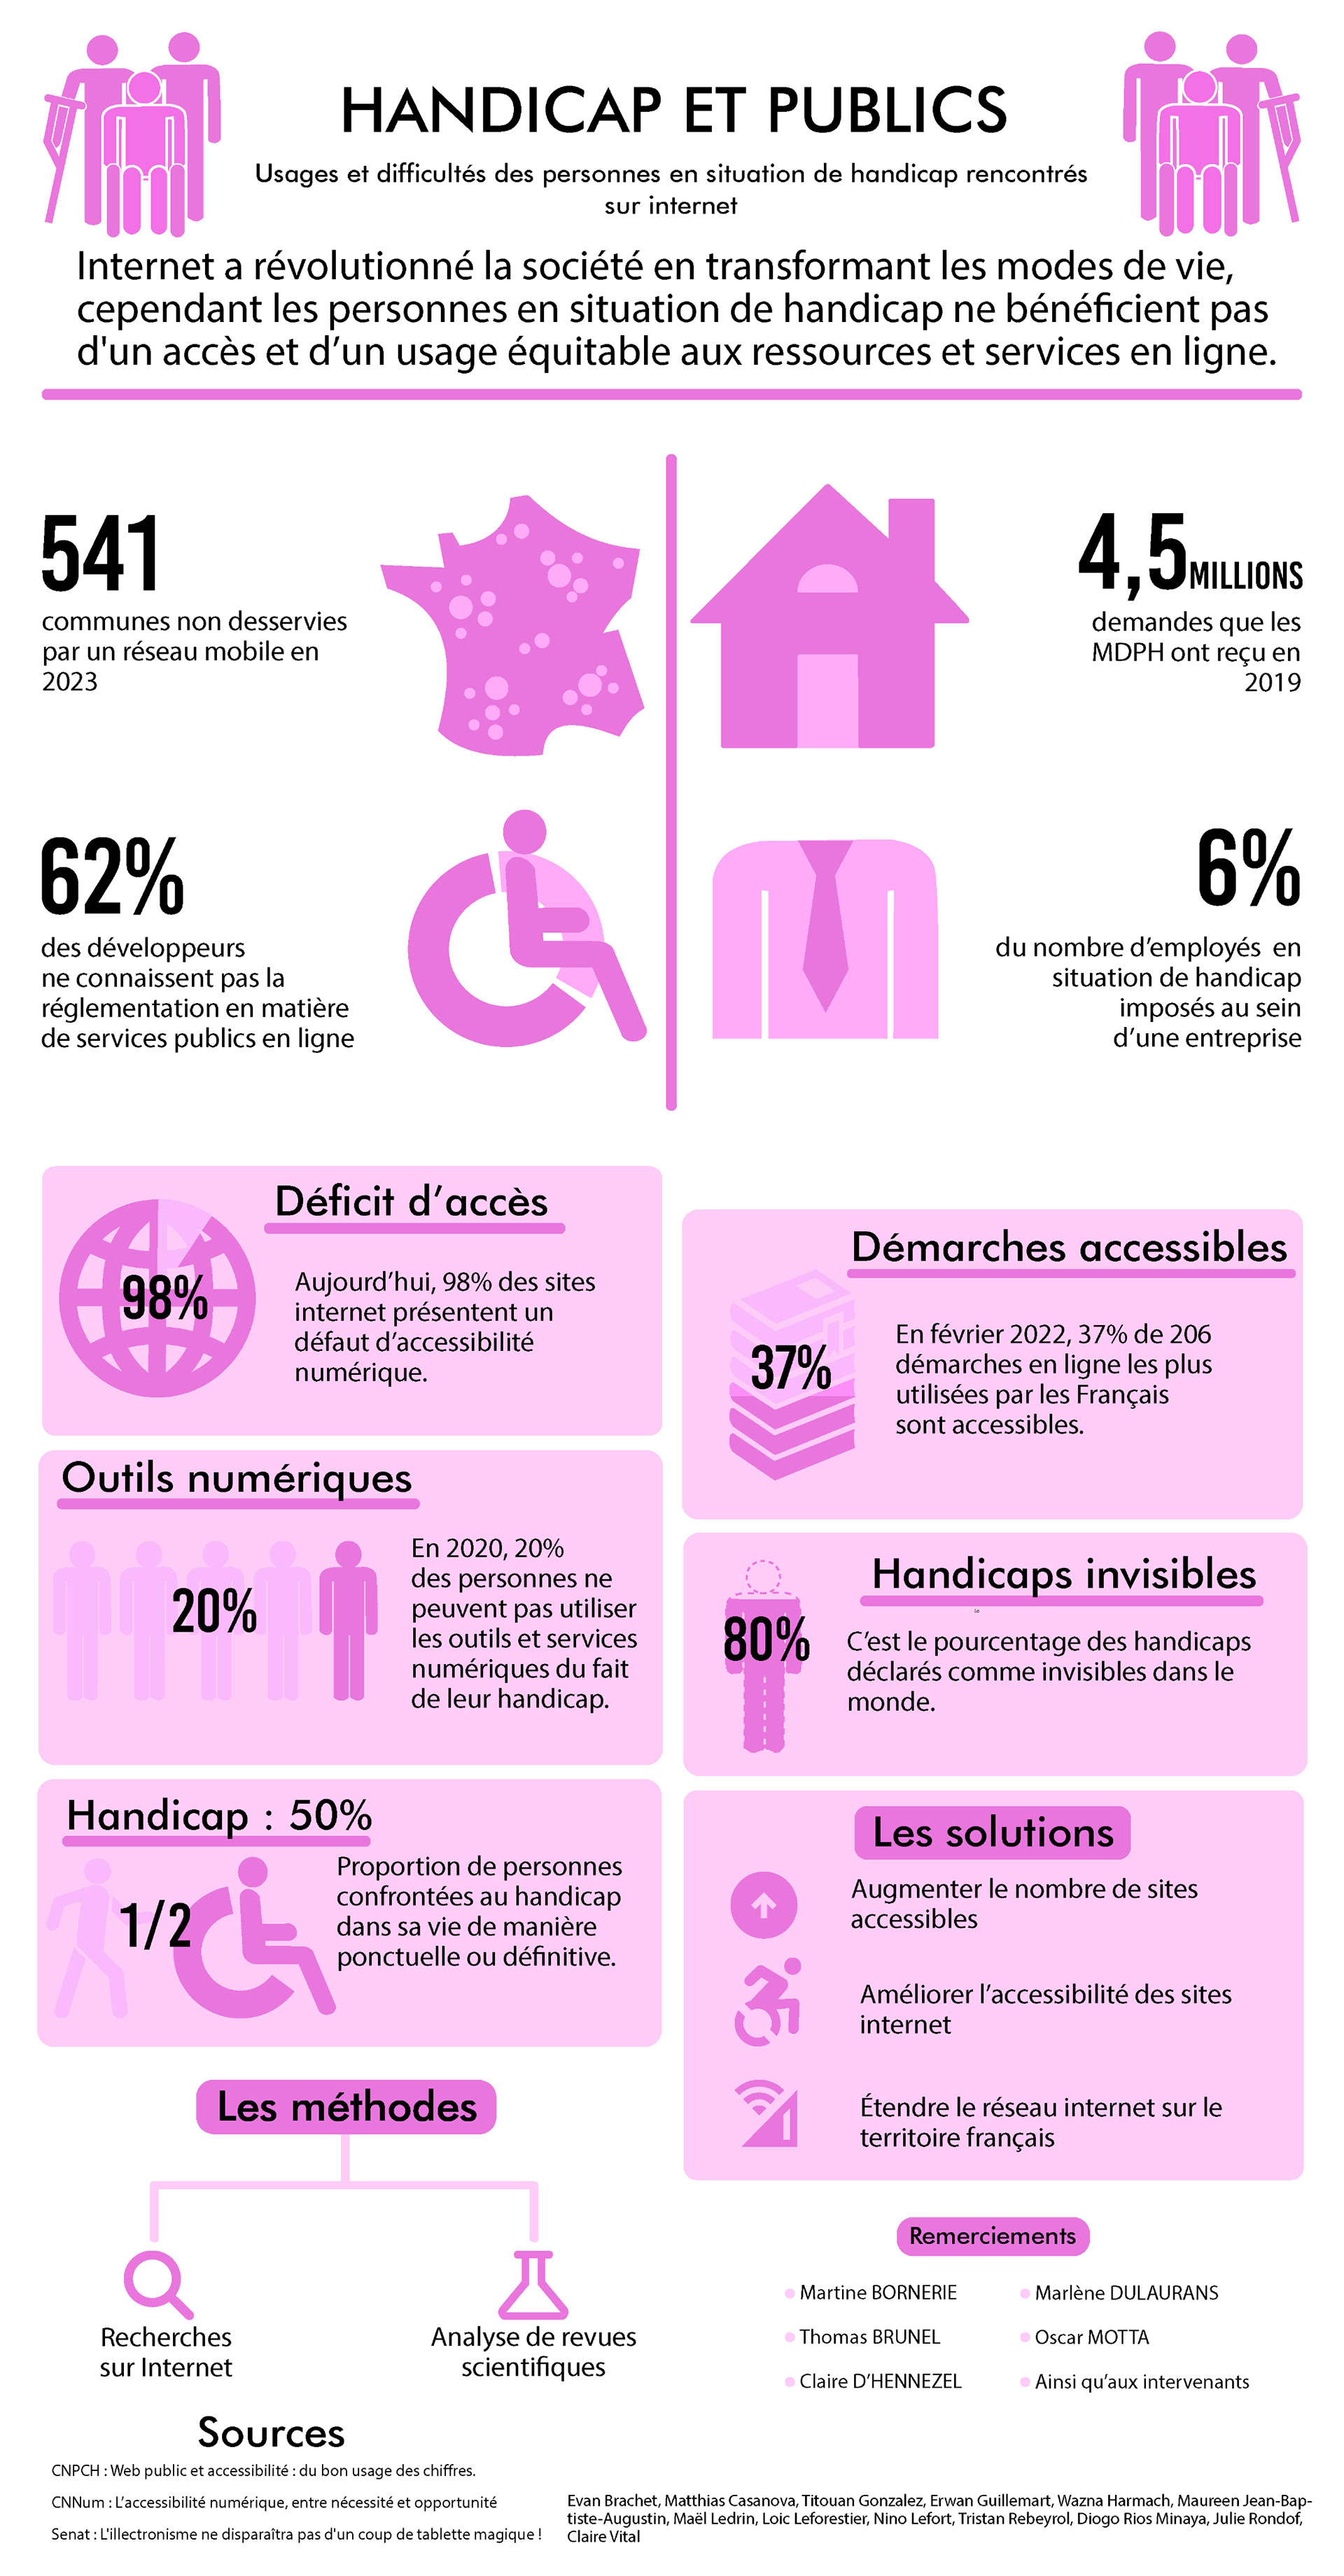 HANDICAP ET PUBLICS
Usages et difficultés des personnes en situation de handicap rencontrés
sur internet
Internet a révolutionné la société en transformant les modes de vie,
cependant les personnes en situation de handicap ne bénéficient pas
d'un accès et d’un usage équitable aux ressources et services en ligne.
541
communes non desservies
par un réseau mobile en
2023
4,5 MILLIONS
demandes que les
MDPH ont reçu en
2019
62%
des développeurs
ne connaissent pas la
réglementation en matière
de services publics en ligne
6%
du nombre d’employés en
situation de handicap
imposés au sein
d’une entreprise
Déficit d’accès
98%
Aujourd’hui, 98% des sites
internet présentent un
défaut d’accessibilité
numérique.
Démarches accessibles
37%
En février 2022, 37% de 206
démarches en ligne les plus
utilisées par les Français
sont accessibles.
Outils numériques
20%
En 2020, 20%
des personnes ne
peuvent pas utiliser
les outils et services
numériques du fait
de leur handicap.
Handicaps invisibles
Le
80%
C’est le pourcentage des handicaps
déclarés comme invisibles dans le
monde.
Handicap : 50%
1/2
Proportion de personnes
confrontées au handicap
dans sa vie de manière
ponctuelle ou définitive.
Les solutions
Augmenter le nombre de sites
accessibles
Améliorer l’accessibilité des sites
internet
Étendre le réseau internet sur le
territoire français
Les méthodes
Recherches
sur Internet
Analyse de revues
scientifiques
Remerciements
Martine BORNERIE
Marlène DULAURANS
Thomas BRUNEL
Oscar MOTTA
Claire D’HENNEZEL
Ainsi qu’aux intervenants
Sources
CNPCH : Web public et accessibilité : du bon usage des chiffres.
CNNum : L’accessibilité numérique, entre nécessité et opportunité
Senat : L'illectronisme ne disparaîtra pas d'un coup de tablette magique !
Evan Brachet, Matthias Casanova, Titouan Gonzalez, Erwan Guillemart, Wazna Harmach, Maureen Jean-Bap-
tiste-Augustin, Maël Ledrin, Loic Leforestier, Nino Lefort, Tristan Rebeyrol, Diogo Rios Minaya, Julie Rondof,
Claire Vital